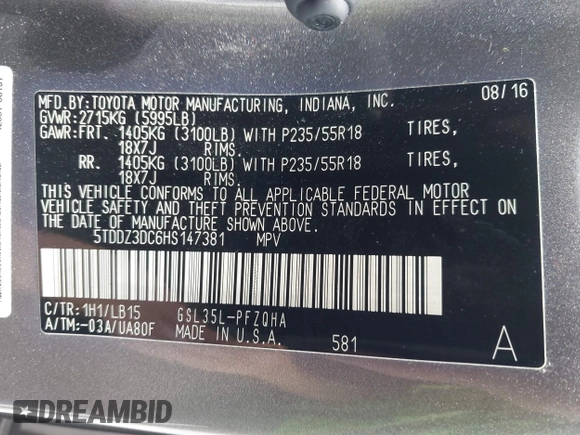 MFD.BY: TOYOTA MOTOR MANUFACTURING, INDIANA, INC. 08/16
GVWR: 2715KG (5995LB)
GAWR: FRT. 1405KG (3100LB) WITH P235/55R18 TIRES,
18X7J RIMS.
RR. 1405KG (3100LB) WITH P235/55R18 TIRES,
18X7J RIMS.
THIS VEHICLE CONFORMS TO ALL APPLICABLE FEDERAL MOTOR
VEHICLE SAFETY AND THEFT PREVENTION STANDARDS IN EFFECT ON
THE DATE OF MANUFACTURE SHOWN ABOVE.
5TDDZ3DC6HS147381 MPV
C/TR: 1H1/LB15 GSL35L-PFZQHA
A/TM:-03A/UA80F MADE IN U.S.A. 581 A
DREAMBID